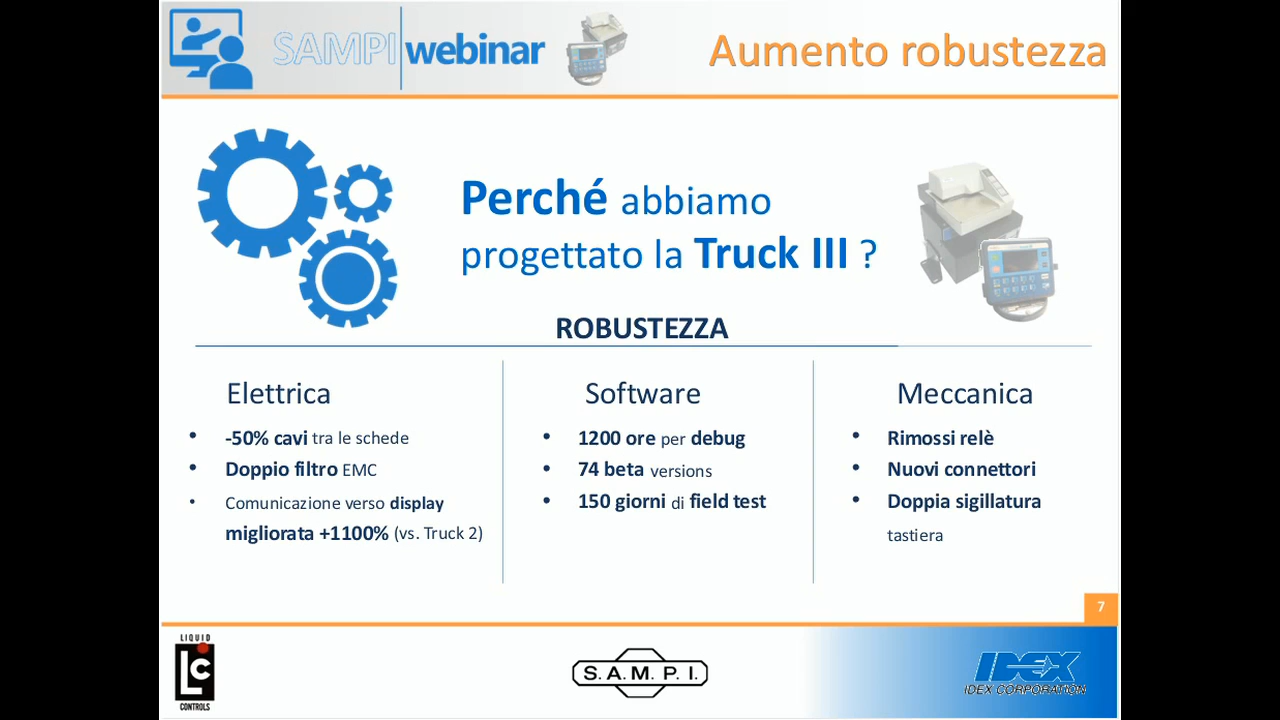 SAMPI webinar
Aumento robustezza
Perché abbiamo
progettato la Truck III ?
ROBUSTEZZA
Elettrica
• -50% cavi tra le schede
• Doppio filtro EMC
• Comunicazione verso display
migliorata +1100% (vs. Truck 2)
Software
• 1200 ore per debug
• 74 beta versions
• 150 giorni di field test
Meccanica
• Rimossi relè
• Nuovi connettori
• Doppia sigillatura
tastiera
7
LIQUID
LC
CONTROLS
S.A.M.P.I.
IDEX
IDEX CORPORATION